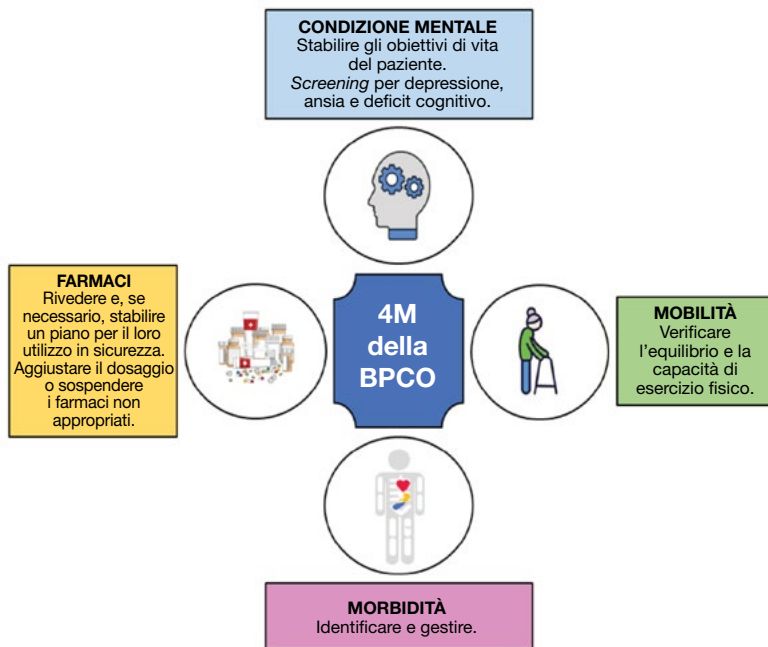 CONDIZIONE MENTALE
Stabilire gli obiettivi di vita
del paziente.
Screening per depressione,
ansia e deficit cognitivo.
FARMACI
Rivedere e, se
necessario, stabilire
un piano per il loro
utilizzo in sicurezza.
Aggiustare il dosaggio
o sospendere
i farmaci non
appropriati.
4M
della
BPCO
MOBILITÀ
Verificare
l'equilibrio e la
capacità di
esercizio fisico.
MORBIDITÀ
Identificare e gestire.